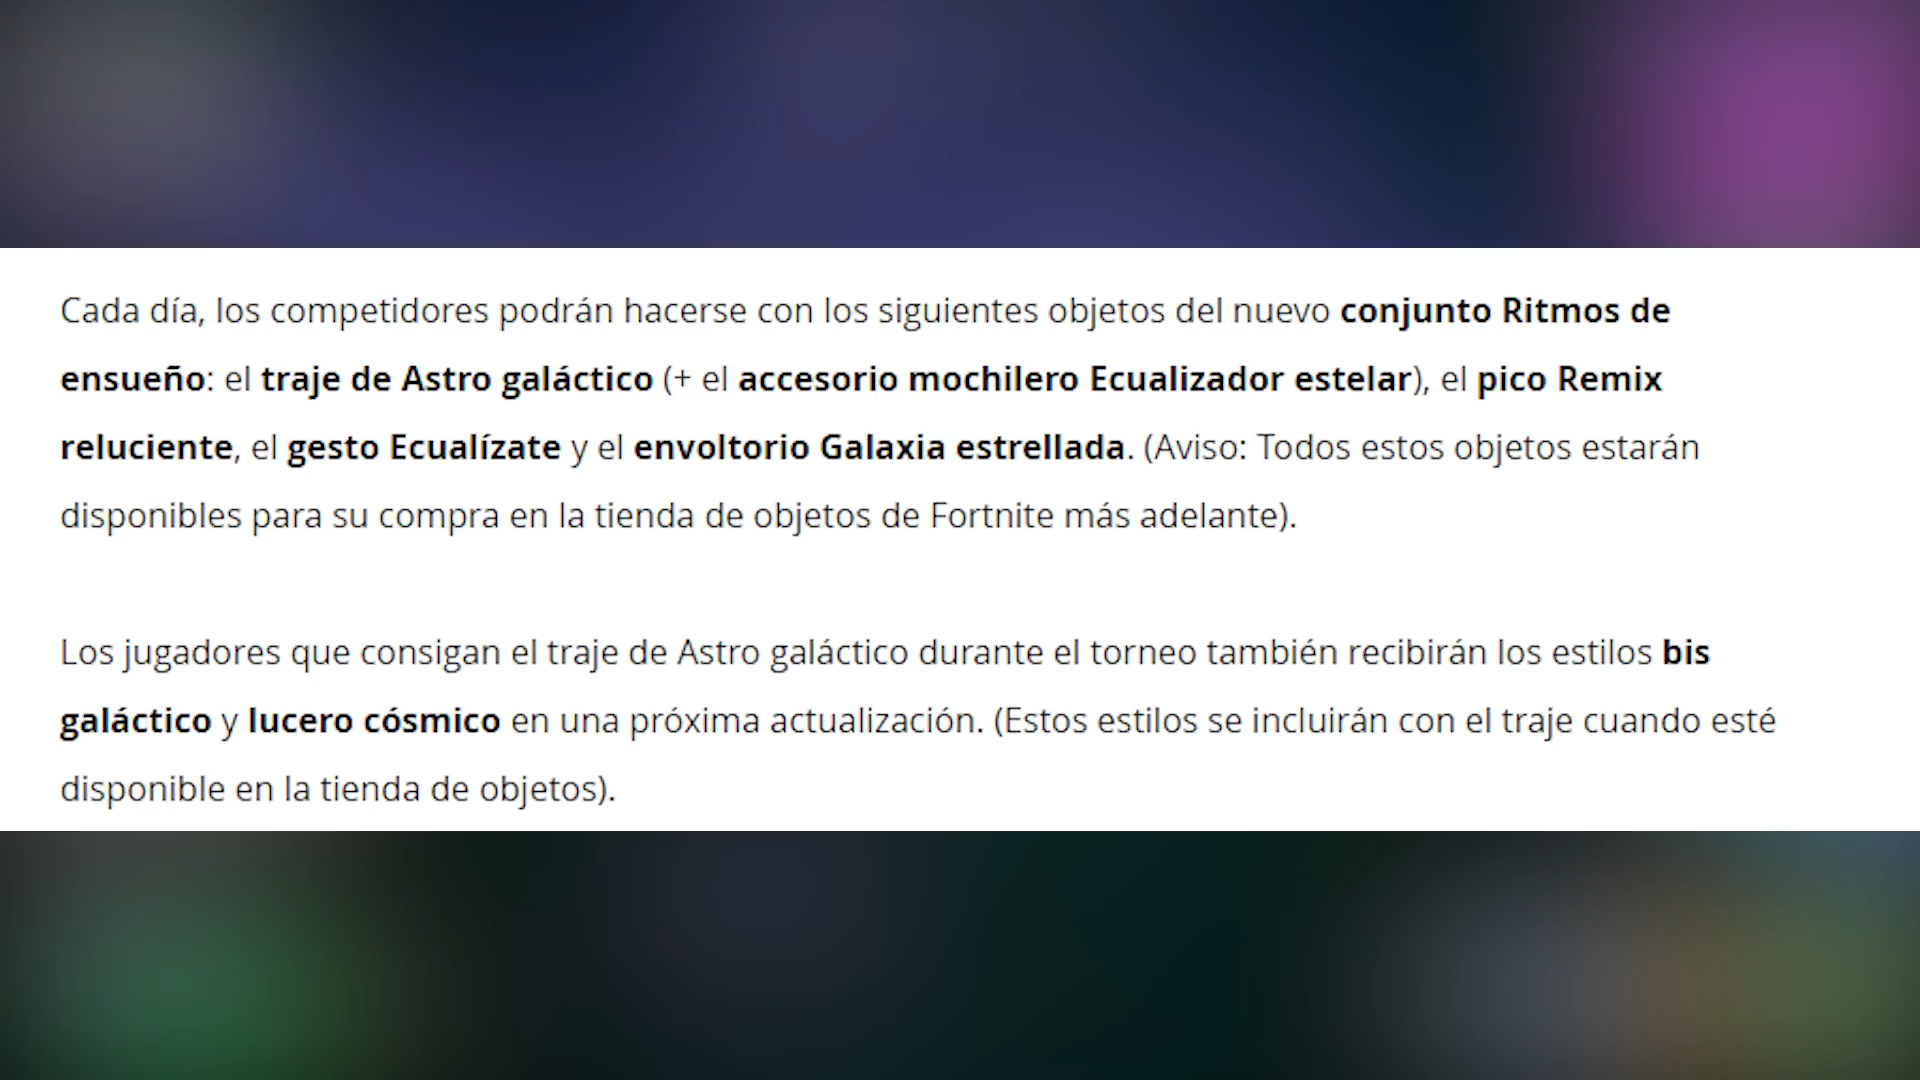 Cada día, los competidores podrán hacerse con los siguientes objetos del nuevo conjunto Ritmos de
ensueño: el traje de Astro galáctico (+ el accesorio mochilero Ecualizador estelar), el pico Remix
reluciente, el gesto Ecualízate y el envoltorio Galaxia estrellada. (Aviso: Todos estos objetos estarán
disponibles para su compra en la tienda de objetos de Fortnite más adelante).
Los jugadores que consigan el traje de Astro galáctico durante el torneo también recibirán los estilos bis
galáctico y lucero cósmico en una próxima actualización. (Estos estilos se incluirán con el traje cuando esté
disponible en la tienda de objetos).